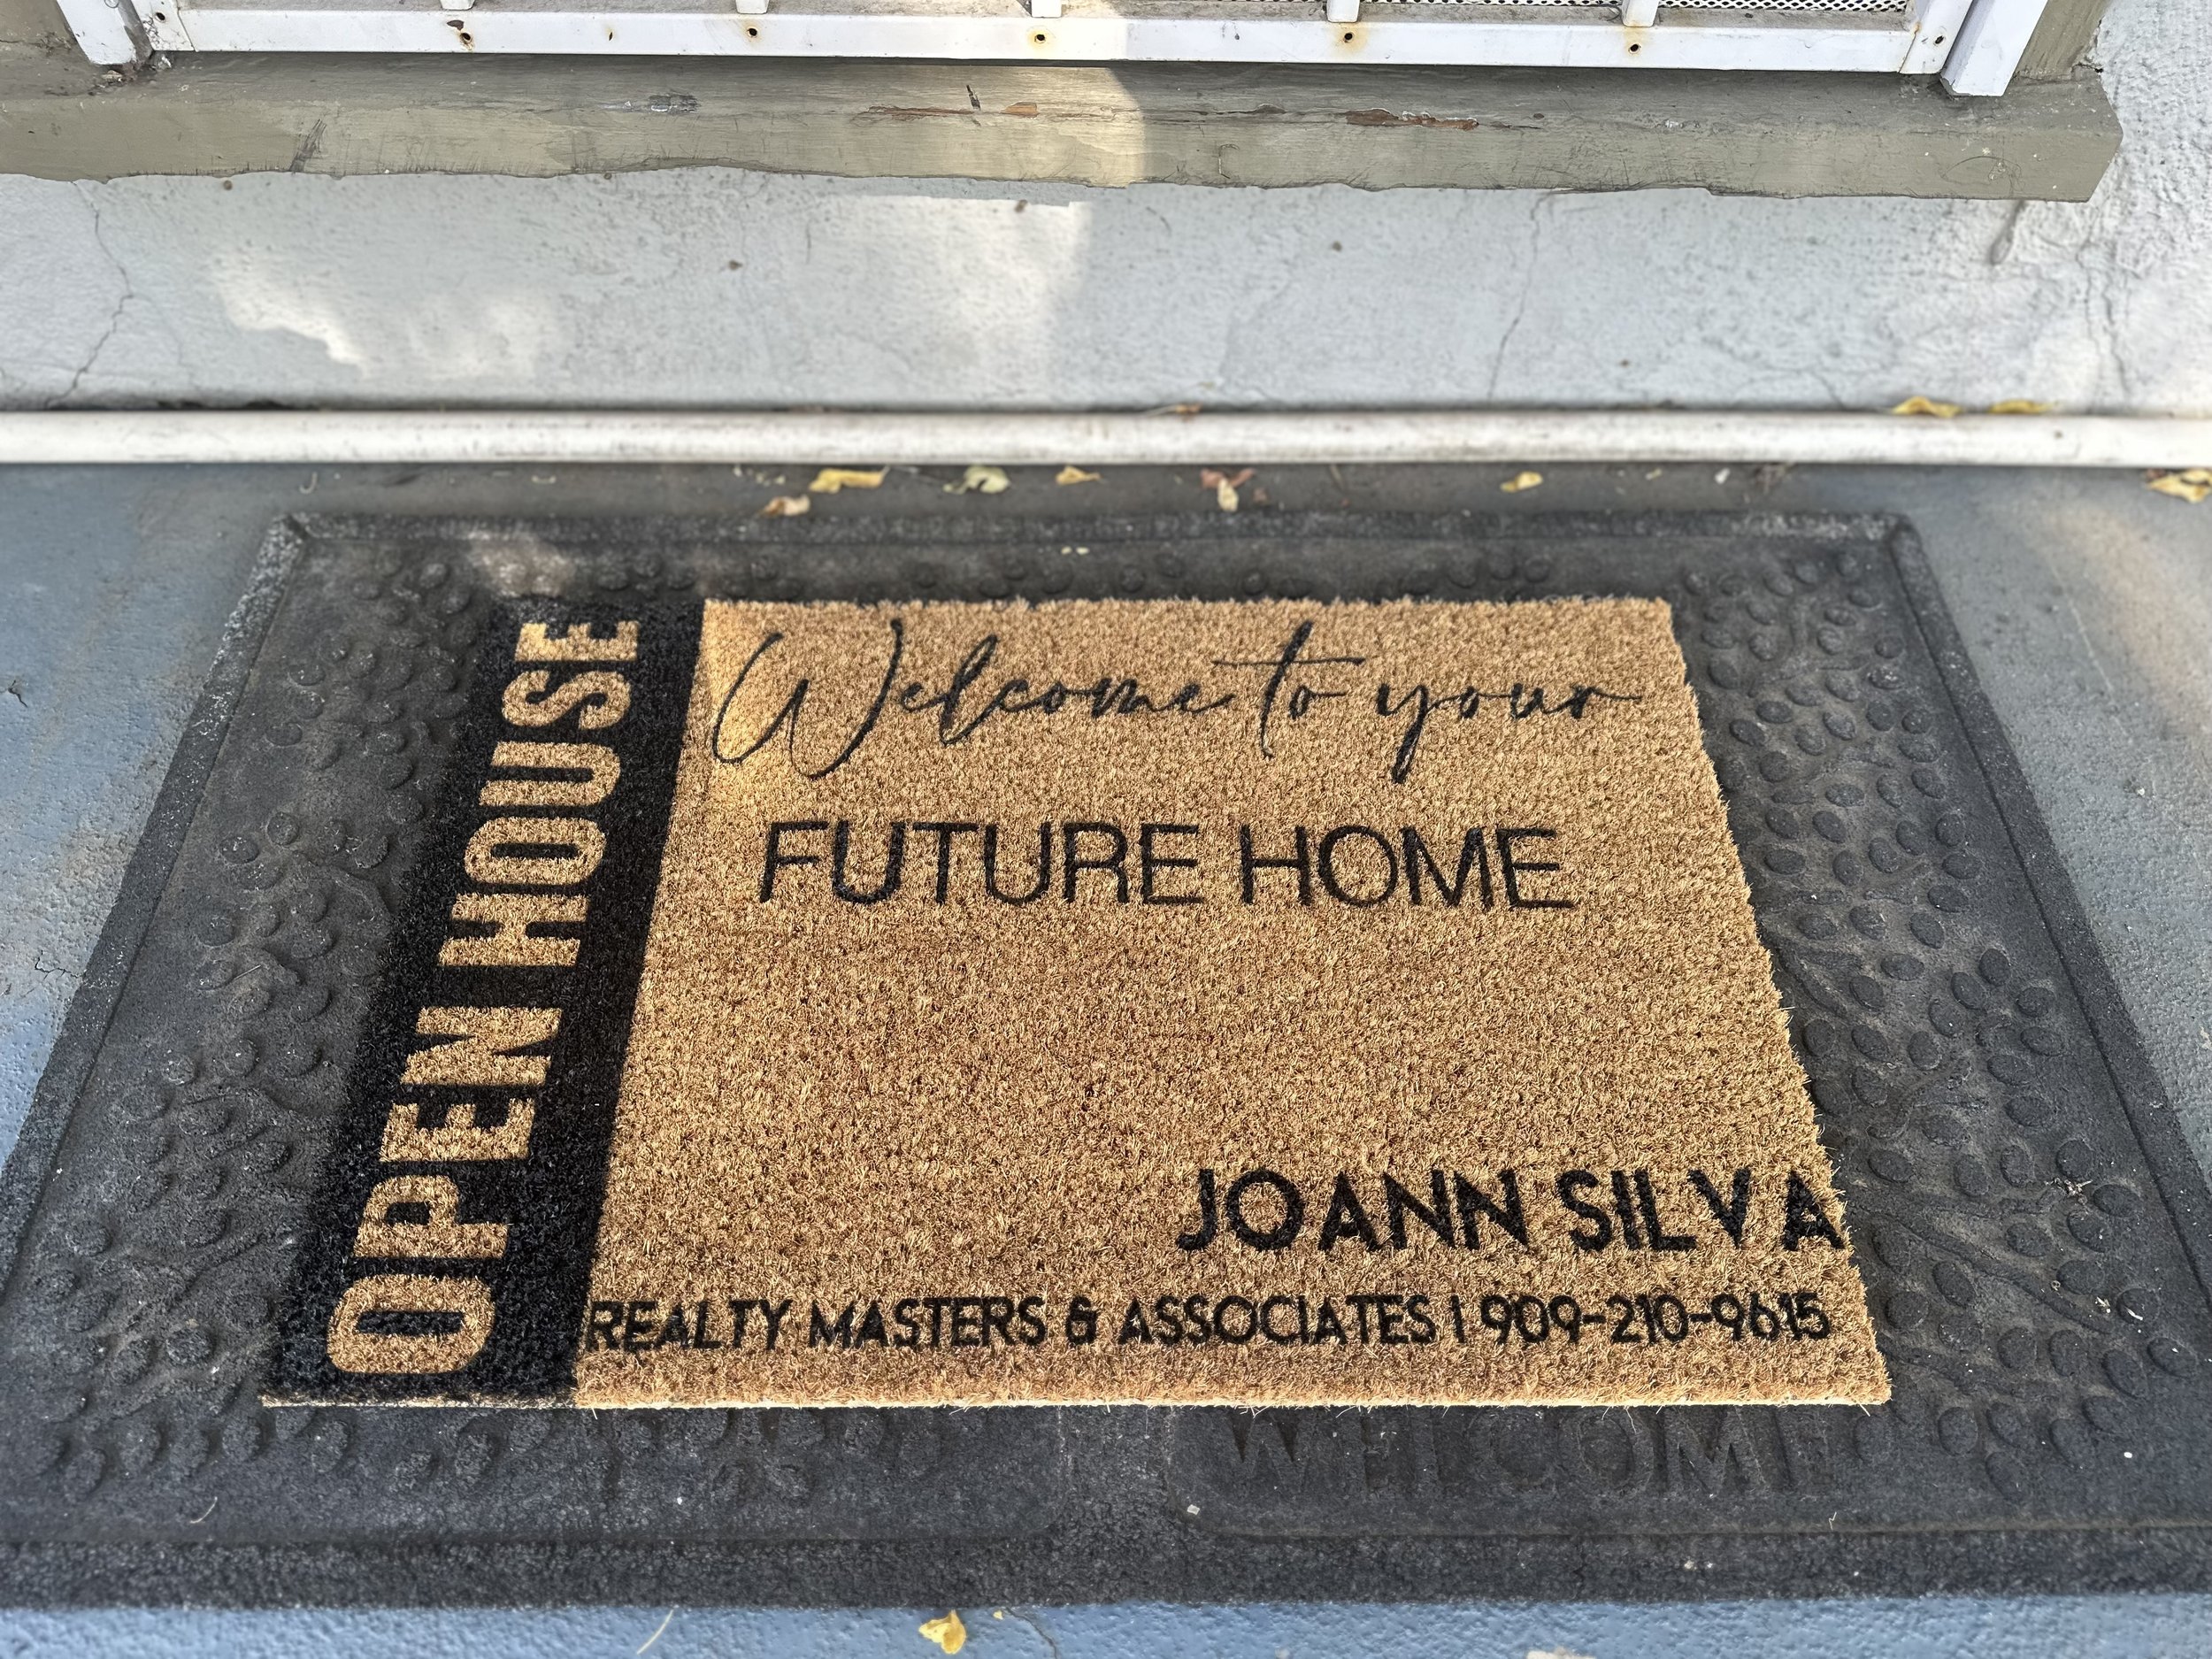 OPEN HOUSE
Welcome to your
FUTURE HOME
JOANN SILVA
REALTY MASTERS & ASSOCIATES | 909-210-9615
WELCOME